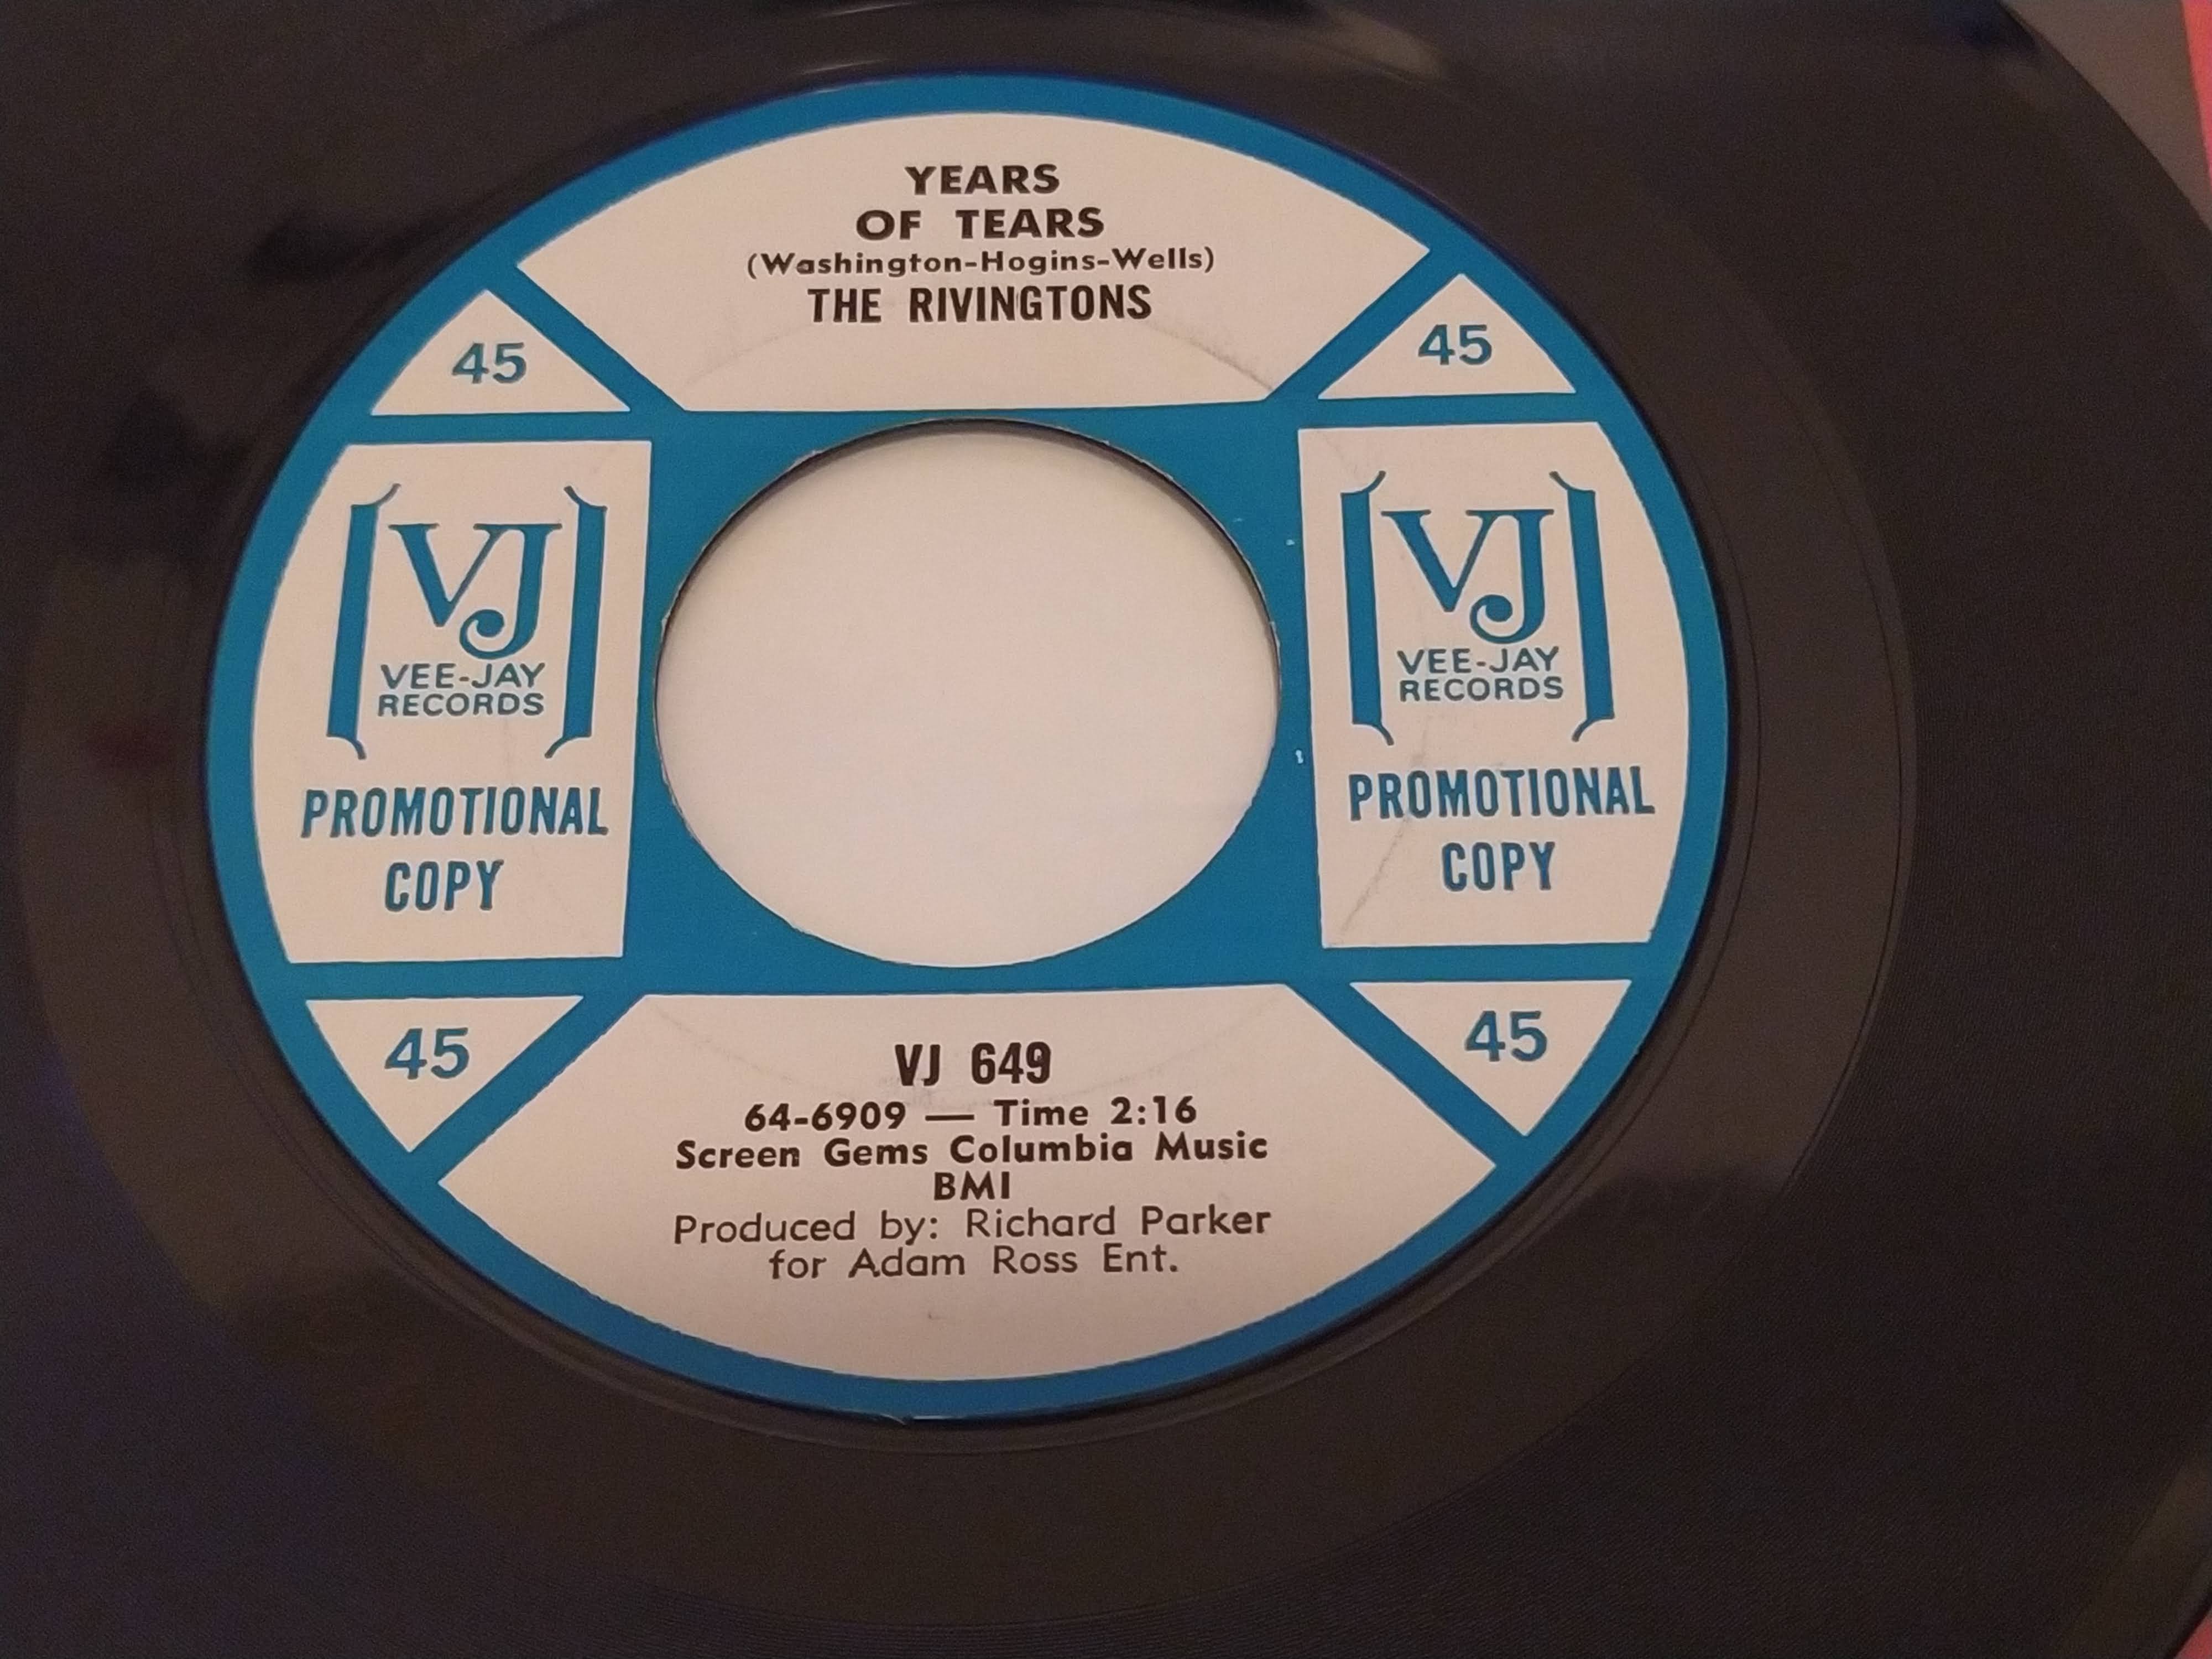 YEARS
OF TEARS
(Washington-Hogins-Wells)
THE RIVINGTONS
45
45
VJ
VEE-JAY
RECORDS
PROMOTIONAL
COPY
VJ
VEE-JAY
RECORDS
PROMOTIONAL
COPY
45
45
VJ 649
64-6909 — Time 2:16
Screen Gems Columbia Music
BMI
Produced by: Richard Parker
for Adam Ross Ent.